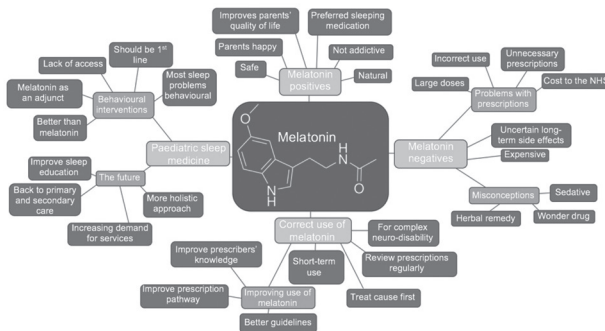 Improves parents'
quality of life
Preferred sleeping
medication
Parents happy
Not addictive
Safe
Melatonin
positives
Natural
Should be 1st
line
Lack of access
Most sleep
problems
behavioural
Melatonin as
an adjunct
Behavioural
interventions
Better than
melatonin
Paediatric sleep
medicine
Improve sleep
education
The future
Back to primary
and secondary
care
More holistic
approach
Increasing demand
for services
Melatonin
O
5
H
N
NH
O
Unnecessary
prescriptions
Incorrect use
Large doses
Cost to the NHS
Problems with
prescriptions
Melatonin
negatives
Uncertain long-
term side effects
Expensive
Misconceptions
Sedative
Herbal remedy
Wonder drug
Correct use of
melatonin
For complex
neuro-disability
Review prescriptions
regularly
Short-term
use
Treat cause first
Improve prescribers'
knowledge
Improve prescription
pathway
Improving use of
melatonin
Better guidelines